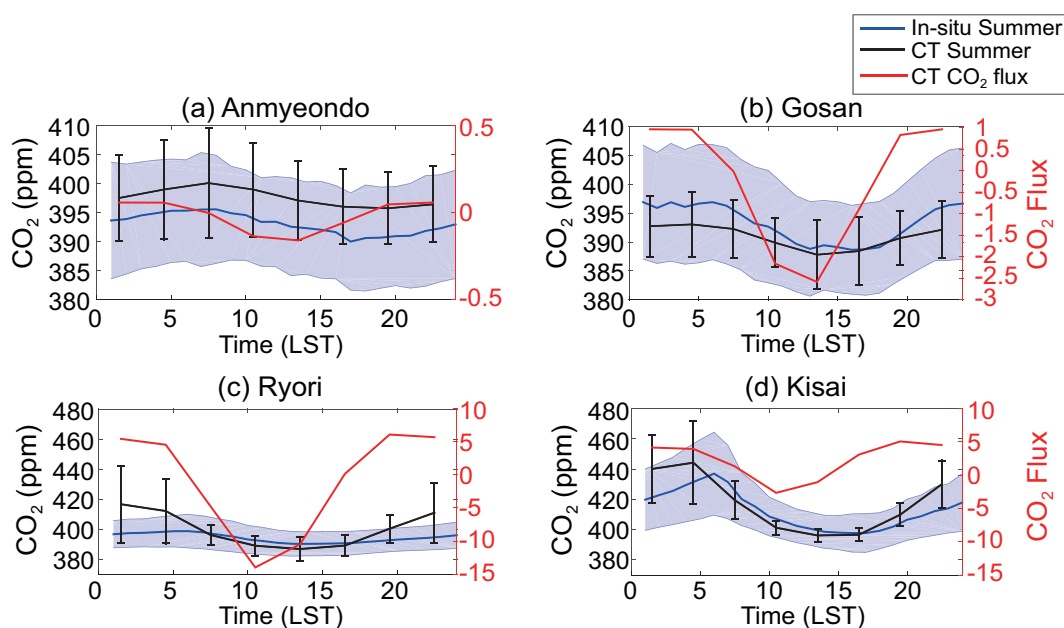 In-situ Summer
CT Summer
CT CO₂ flux
(a) Anmyeondo
410
405
400
395
390
385
380
CO₂ (ppm)
0.5
0
-0.5
0 5 10 15 20
Time (LST)
(b) Gosan
410
405
400
395
390
385
380
CO₂ (ppm)
1
0.5
0
-0.5
-1
-1.5
-2
-2.5
-3
CO₂ Flux
0 5 10 15 20
Time (LST)
(c) Ryori
480
460
440
420
400
380
CO₂ (ppm)
10
5
0
-5
-10
-15
0 5 10 15 20
Time (LST)
(d) Kisai
480
460
440
420
400
380
CO₂ (ppm)
10
5
0
-5
-10
-15
CO₂ Flux
0 5 10 15 20
Time (LST)